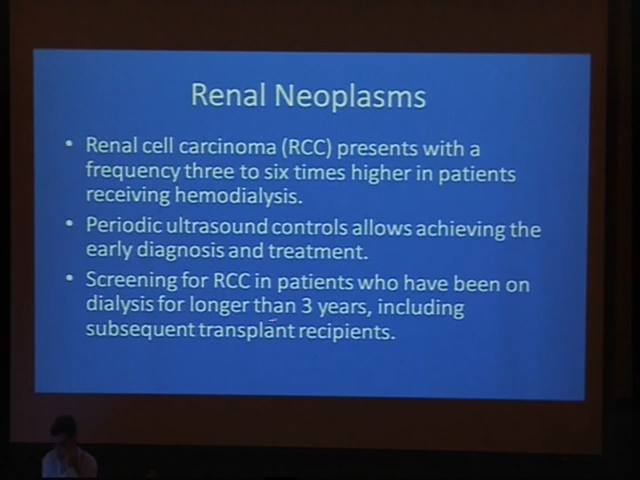 Renal Neoplasms
• Renal cell carcinoma (RCC) presents with a
frequency three to six times higher in patients
receiving hemodialysis.
• Periodic ultrasound controls allows achieving the
early diagnosis and treatment.
• Screening for RCC in patients who have been on
dialysis for longer than 3 years, including
subsequent transplant recipients.